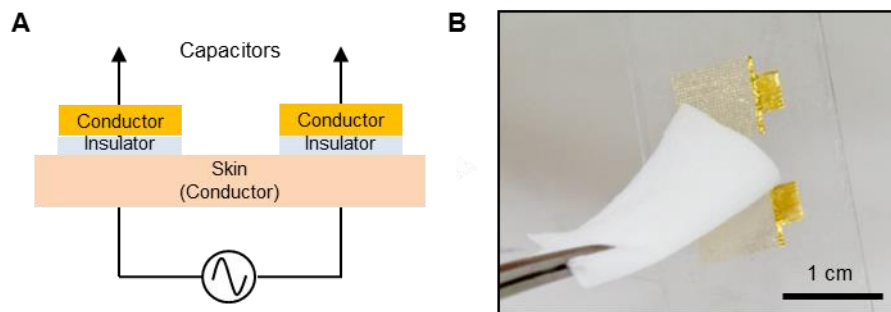 A
Capacitors
Conductor
Conductor
Insulator
Insulator
Skin
(Conductor)
B
1 cm